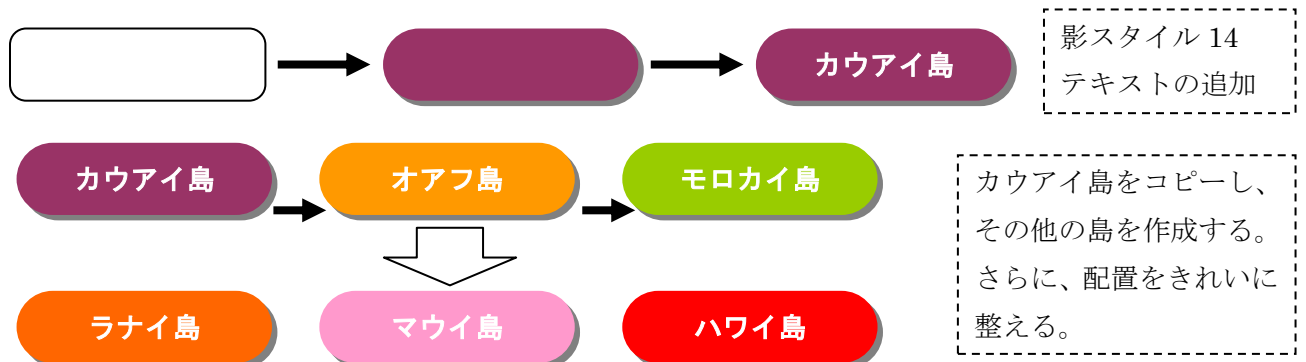 カウアイ島
影スタイル 14
テキストの追加
カウアイ島
オアフ島
モロカイ島
カウアイ島をコピーし、
その他の島を作成する。
さらに、配置をきれいに
整える。
ラナイ島
マウイ島
ハワイ島